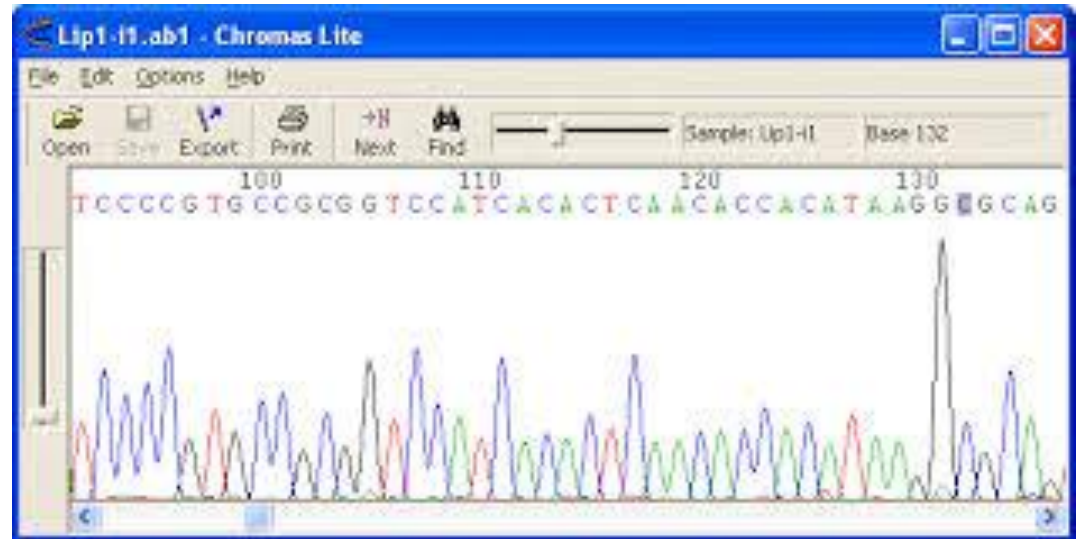 Lip1-i1.ab1 - Chromas Lite
File Edit Options Help
Open Save Export Print Next Find Sample: Lip1-i1 Base 132
100 110 120 130
TCCCCGTGCCGCGGTCCATCACACTCAACACCACATAAGGCGCAG